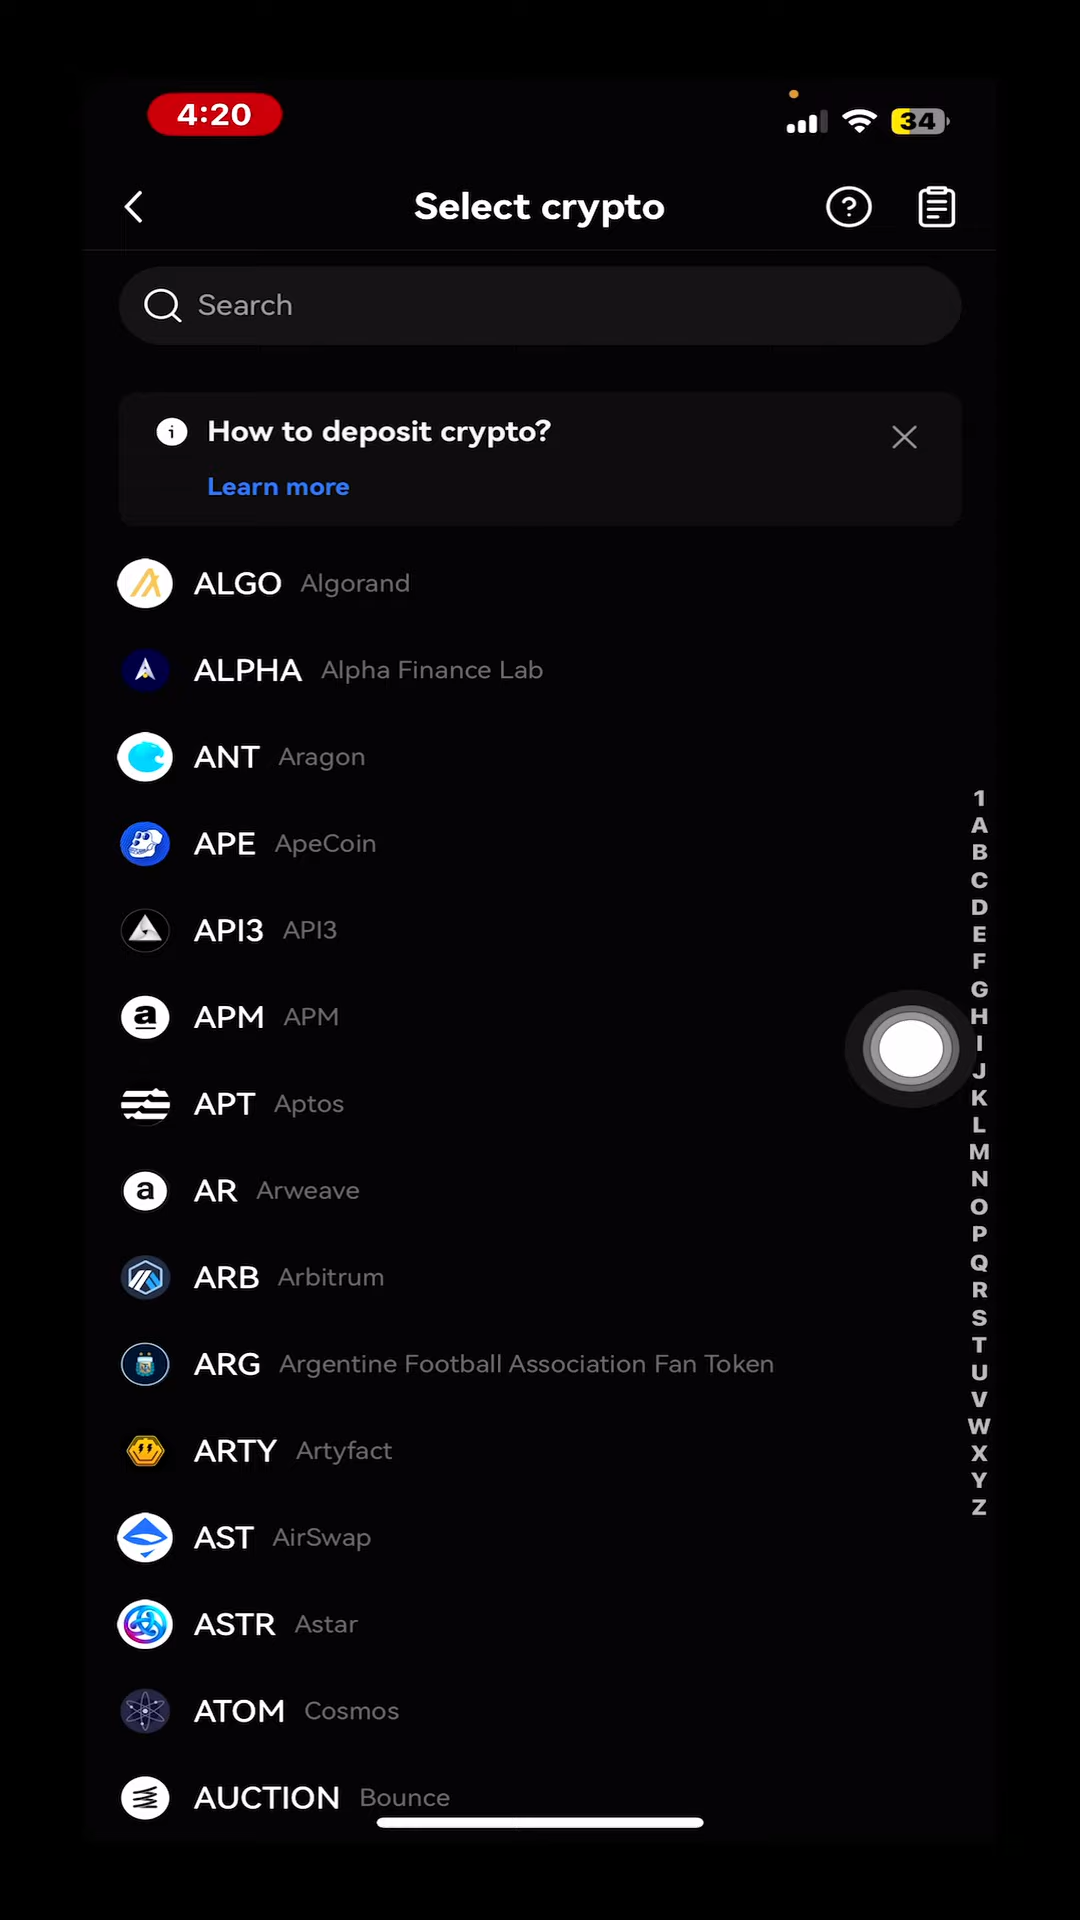 4:20
34
Select crypto
Search
How to deposit crypto?
Learn more
ALGO Algorand
ALPHA Alpha Finance Lab
ANT Aragon
APE ApeCoin
API3 API3
APM APM
APT Aptos
AR Arweave
ARB Arbitrum
ARG Argentine Football Association Fan Token
ARTY Artyfact
AST AirSwap
ASTR Astar
ATOM Cosmos
AUCTION Bounce
1
A
B
C
D
E
F
G
H
I
J
K
L
M
N
O
P
Q
R
S
T
U
V
W
X
Y
Z